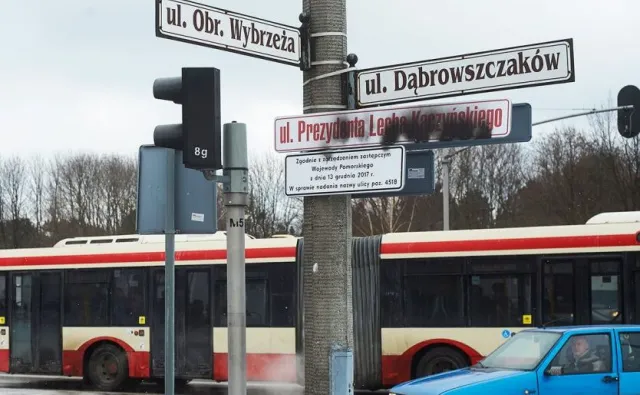 ul. Obr. Wybrzeża
ul. Dąbrowszczaków
ul. Prezydenta Lecha Kaczyńskiego
Zgodnie z zarządzeniem zastępczym
Wojewody Pomorskiego
z dnia 13 grudnia 2017 r.
w sprawie nadania nazwy ulicy poz. 4518
8g
M5